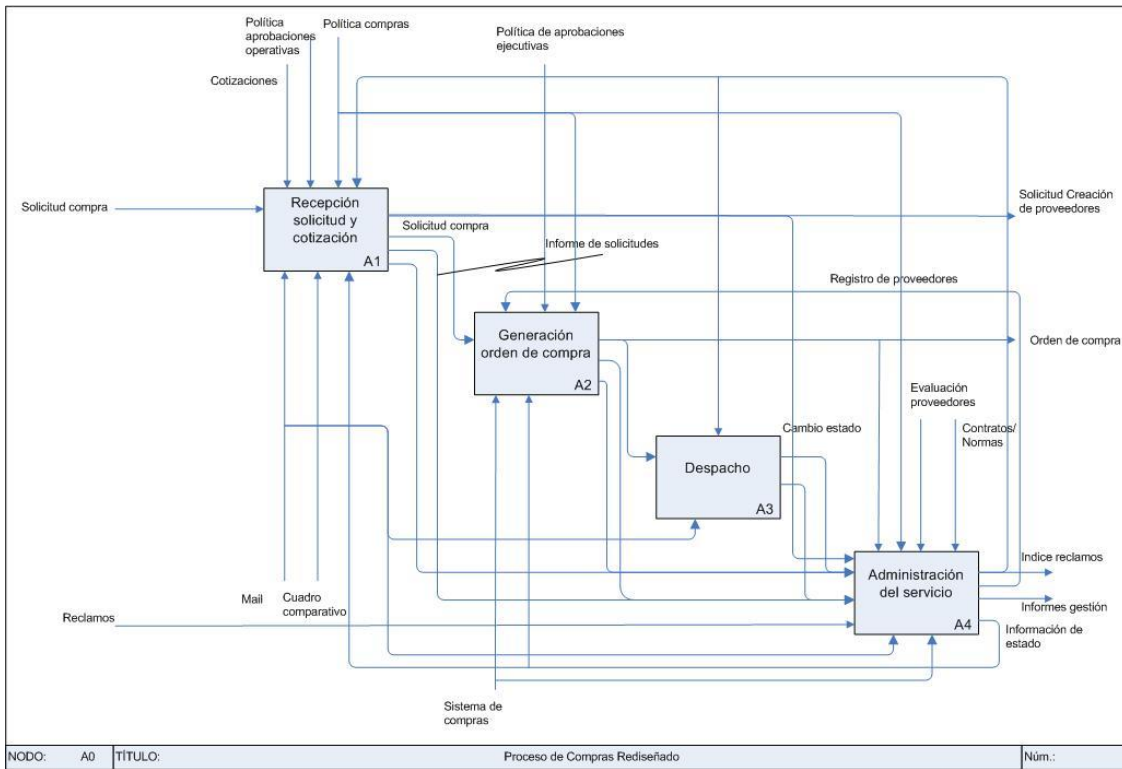 Política
aprobaciones
operativas
Política compras
Política de aprobaciones
ejecutivas
Cotizaciones
Solicitud compra
Recepción
solicitud y
cotización
A1
Solicitud compra
Informe de solicitudes
Solicitud Creación
de proveedores
Registro de proveedores
Generación
orden de compra
A2
Orden de compra
Evaluación
proveedores
Contratos/
Normas
Cambio estado
Despacho
A3
Administración
del servicio
A4
Indice reclamos
Informes gestión
Información de
estado
Mail
Cuadro
comparativo
Reclamos
Sistema de
compras
NODO: A0 TÍTULO: Proceso de Compras Rediseñado Núm.: